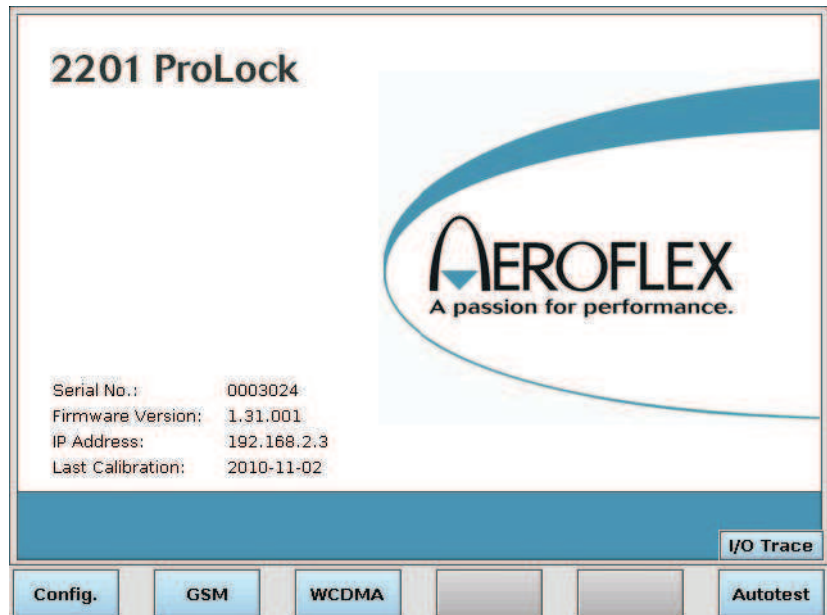 2201 ProLock
AEROFLEX
A passion for performance.
Serial No.: 0003024
Firmware Version: 1.31.001
IP Address: 192.168.2.3
Last Calibration: 2010-11-02
I/O Trace
Config. GSM WCDMA Autotest